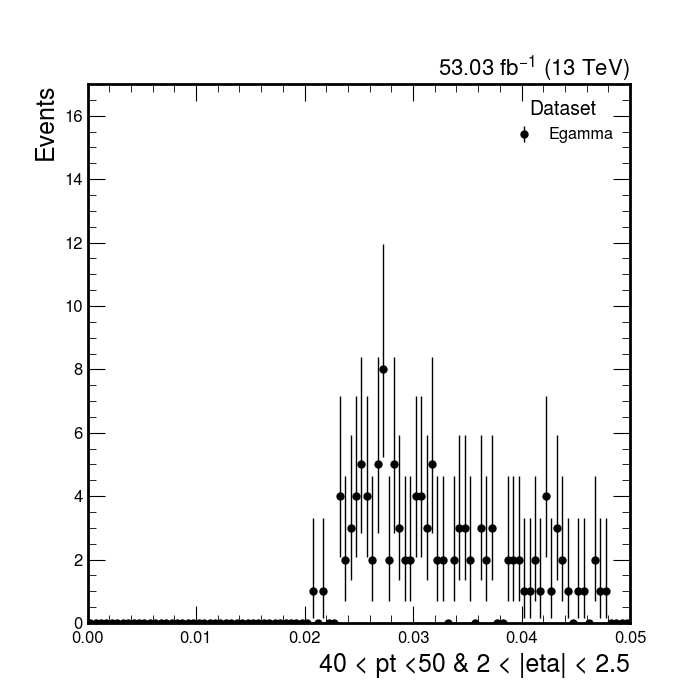 53.03 fb⁻¹ (13 TeV)
Events
Dataset
Egamma
16
14
12
10
8
6
4
2
0
0.00 0.01 0.02 0.03 0.04 0.05
40 < pt <50 & 2 < |eta| < 2.5